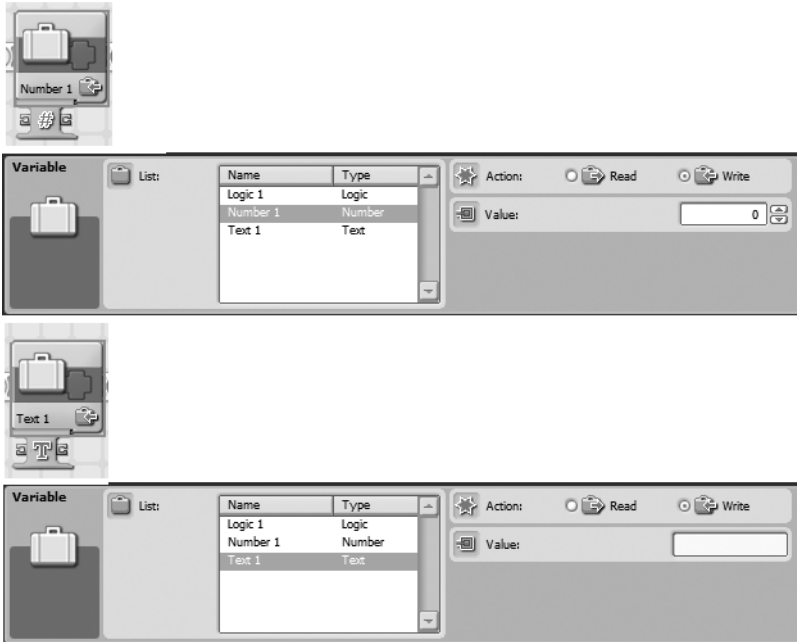 Number 1
#
Variable
List:
Name Type
Logic 1 Logic
Number 1 Number
Text 1 Text
Action: Read Write
Value: 0
Text 1
T
Variable
List:
Name Type
Logic 1 Logic
Number 1 Number
Text 1 Text
Action: Read Write
Value: